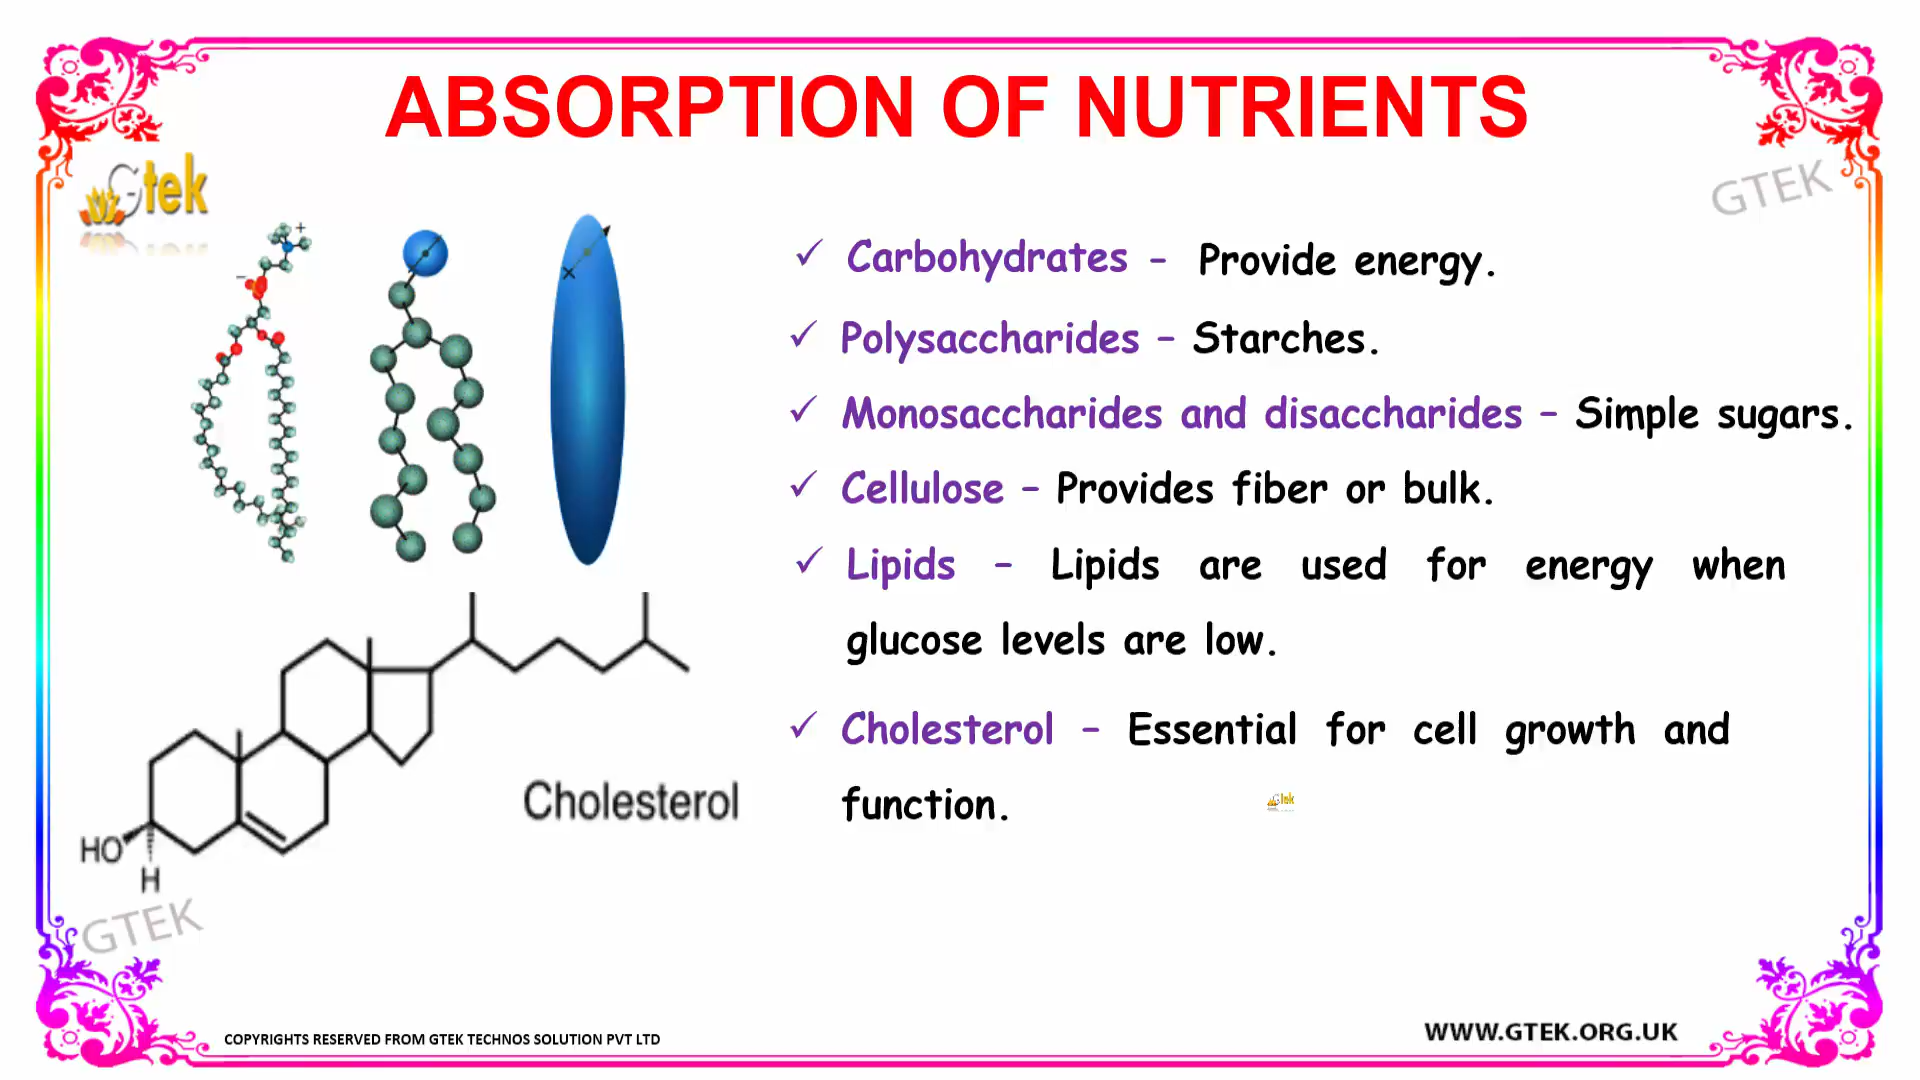 ABSORPTION OF NUTRIENTS
Gtek
GTEK
✓ Carbohydrates - Provide energy.
✓ Polysaccharides – Starches.
✓ Monosaccharides and disaccharides – Simple sugars.
✓ Cellulose – Provides fiber or bulk.
✓ Lipids – Lipids are used for energy when
glucose levels are low.
✓ Cholesterol – Essential for cell growth and
function.
Gtek
+
−
Cholesterol
HO
H
GTEK
COPYRIGHTS RESERVED FROM GTEK TECHNOS SOLUTION PVT LTD
WWW.GTEK.ORG.UK